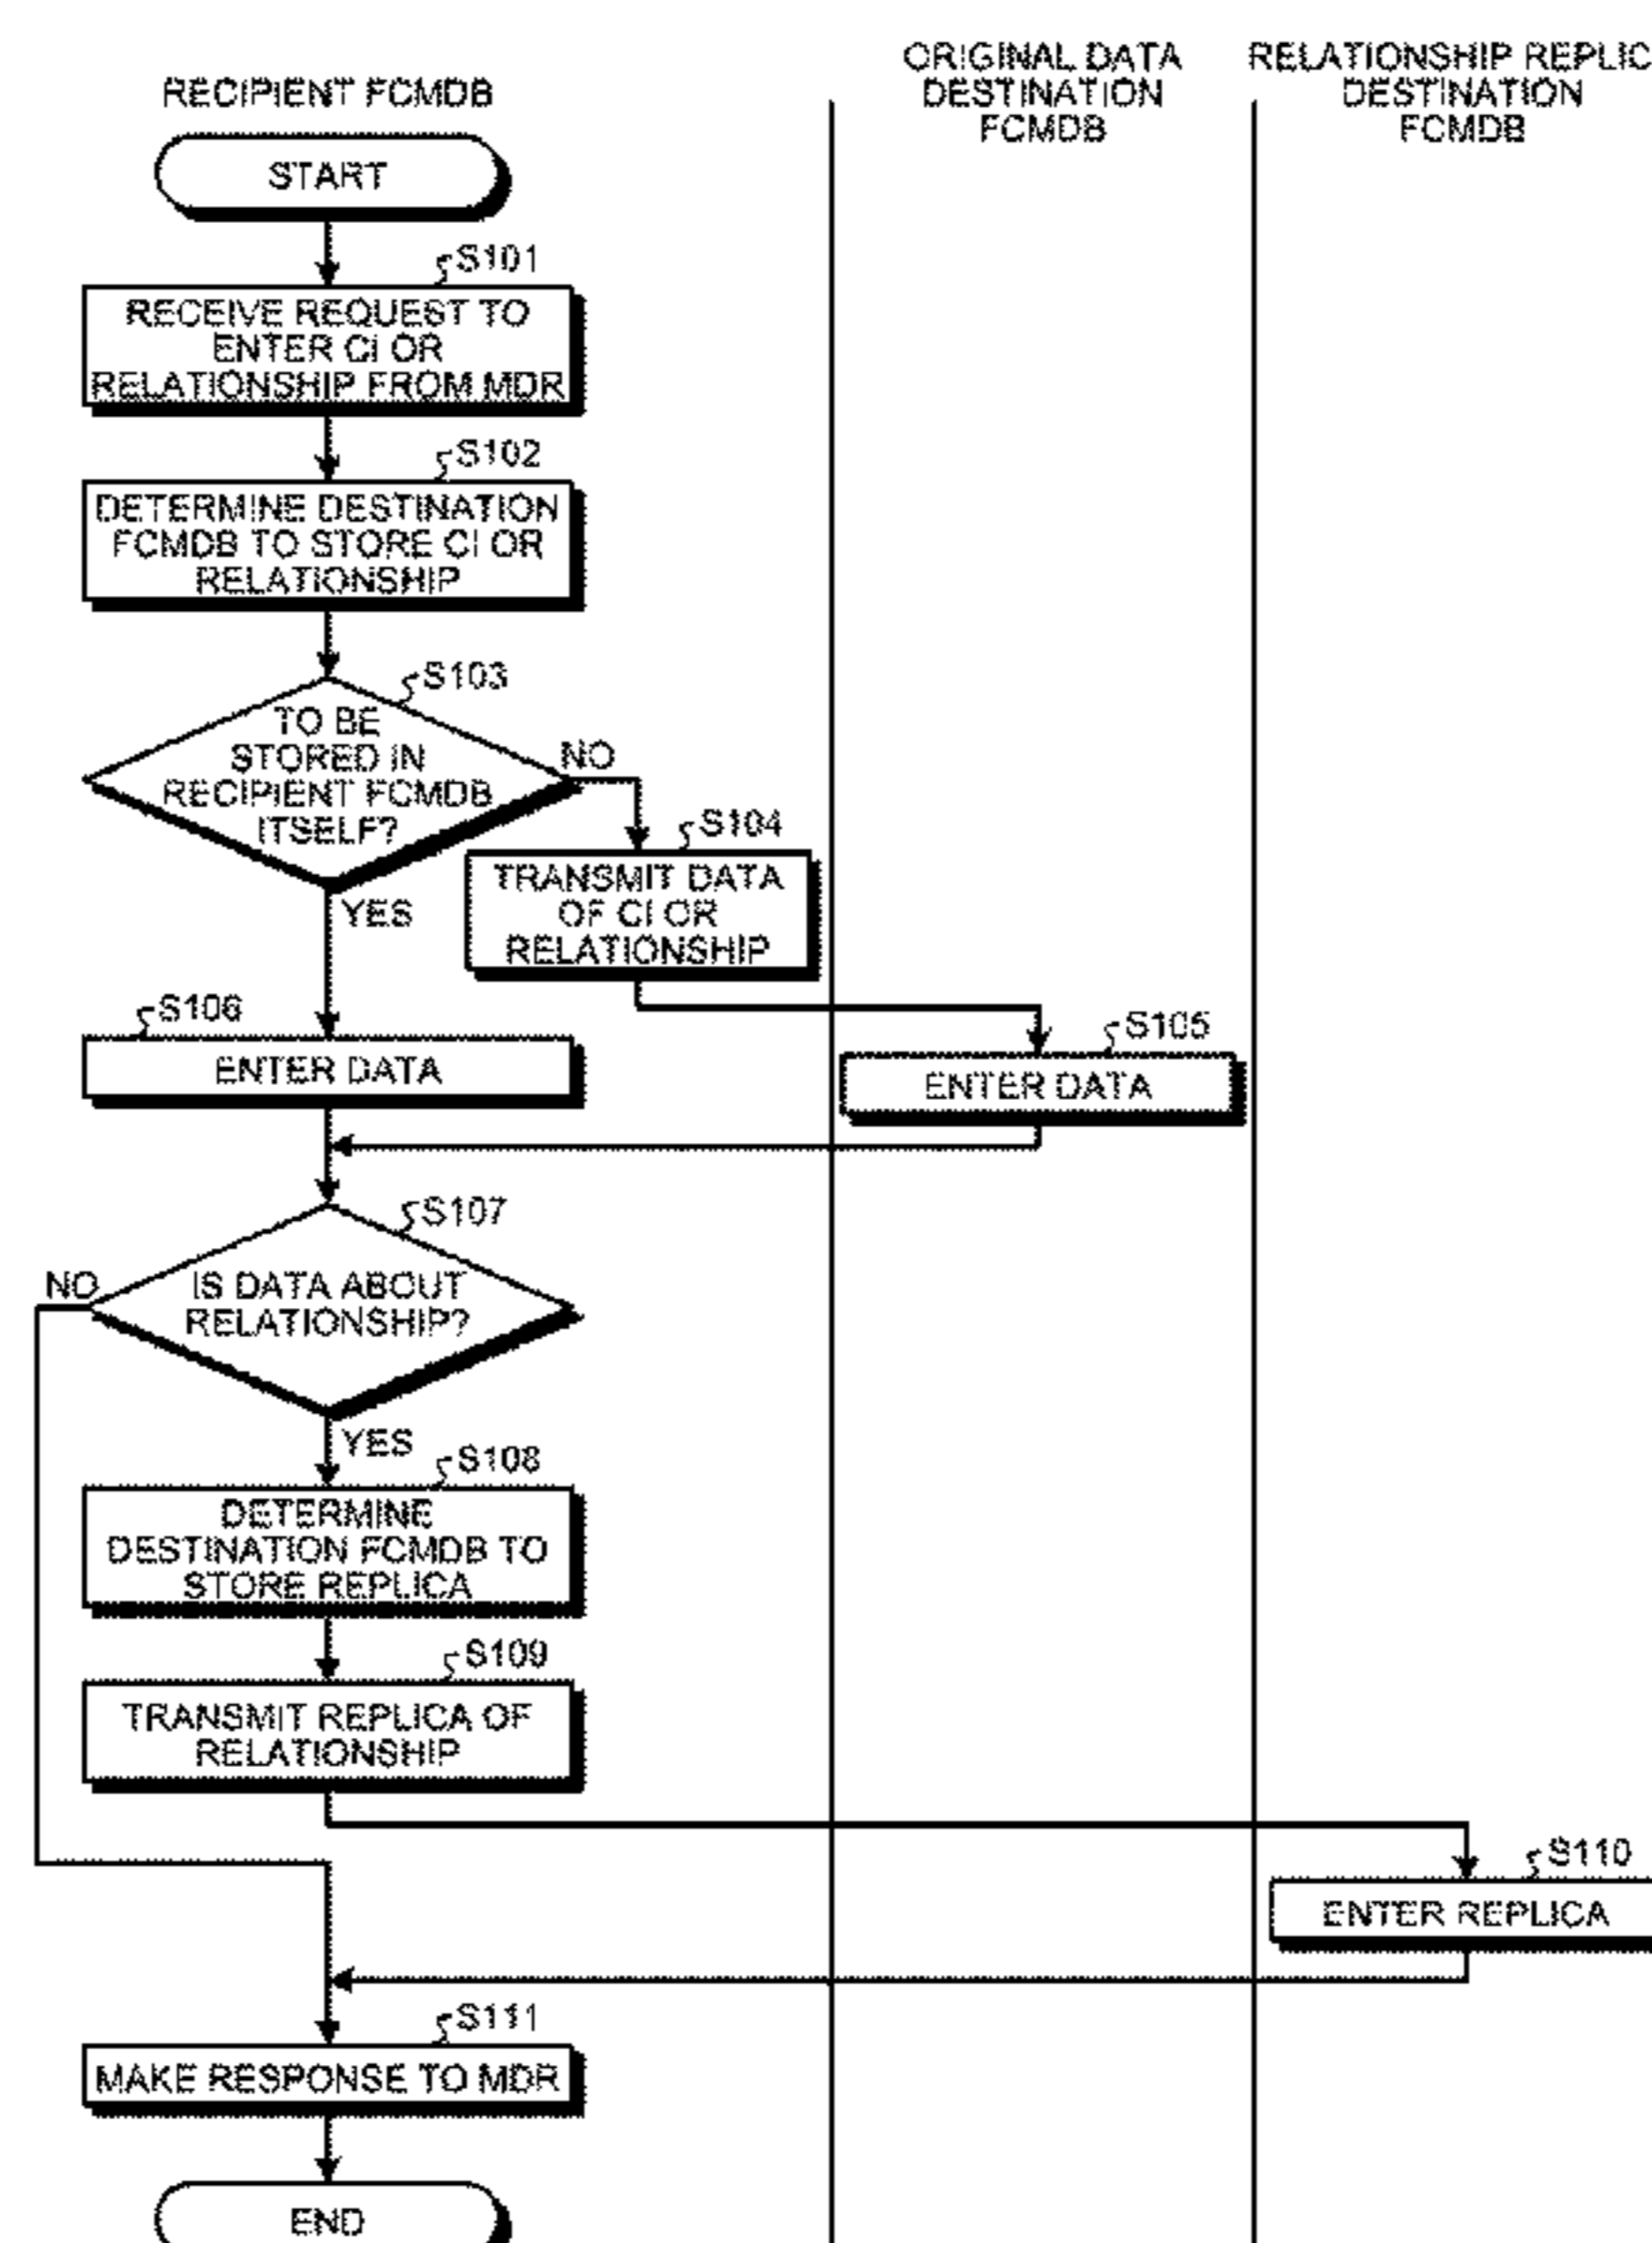 RECIPIENT FCMDB
ORIGINAL DATA
DESTINATION
FCMDB
RELATIONSHIP REPLIC
DESTINATION
FCMDB
START
S101
RECEIVE REQUEST TO
ENTER CI OR
RELATIONSHIP FROM MDR
S102
DETERMINE DESTINATION
FCMDB TO STORE CI OR
RELATIONSHIP
S103
TO BE
STORED IN
RECIPIENT FCMDB
ITSELF?
NO
YES
S104
TRANSMIT DATA
OF CI OR
RELATIONSHIP
S106
ENTER DATA
S105
ENTER DATA
S107
IS DATA ABOUT
RELATIONSHIP?
NO
YES
S108
DETERMINE
DESTINATION FCMDB TO
STORE REPLICA
S109
TRANSMIT REPLICA OF
RELATIONSHIP
S110
ENTER REPLICA
S111
MAKE RESPONSE TO MDR
END